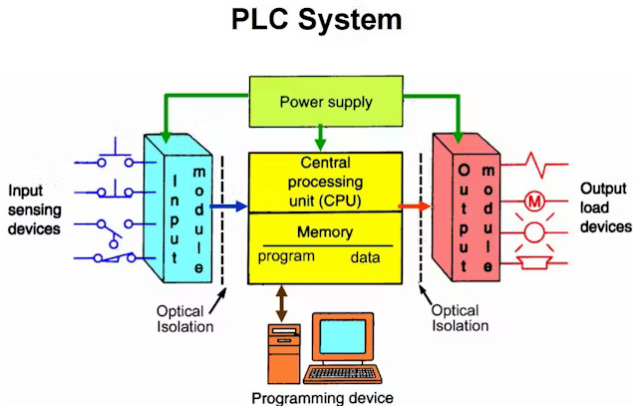 PLC System
Power supply
Central
processing
unit (CPU)
Memory
program data
Input
module
Output
module
Input
sensing
devices
Output
load
devices
M
Optical
Isolation
Optical
Isolation
Programming device